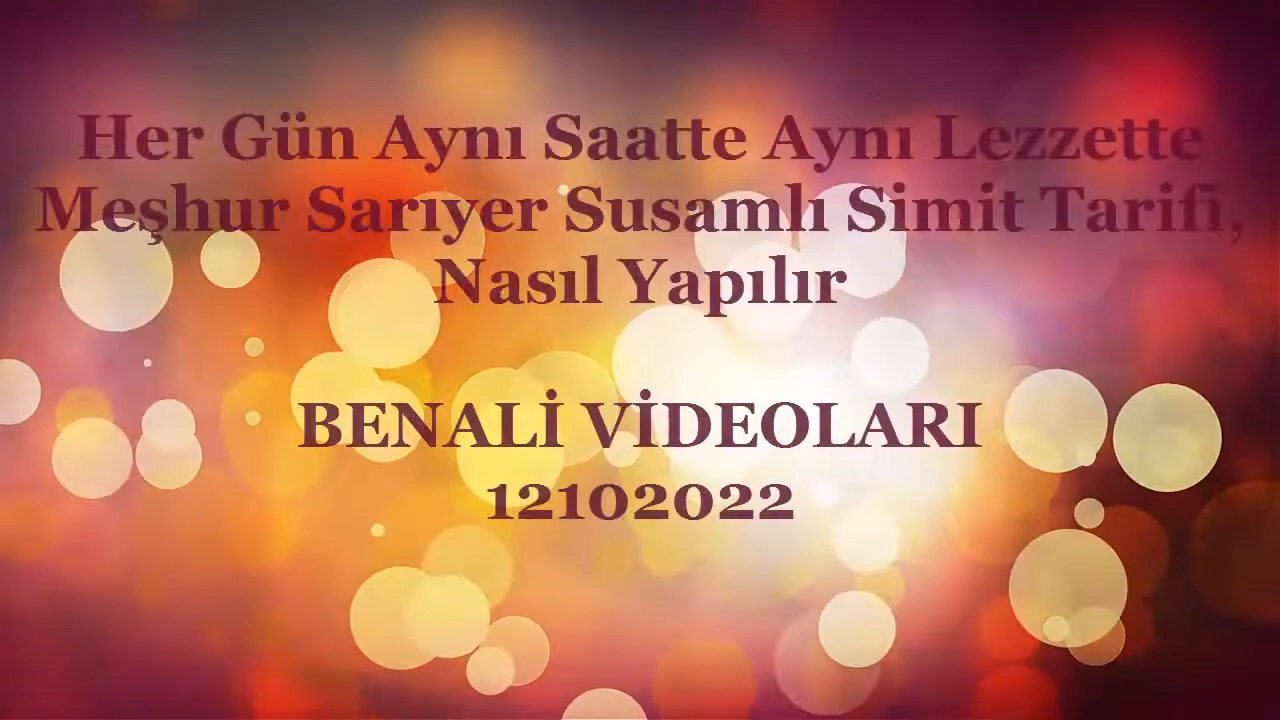 Her Gün Aynı Saatte Aynı Lezzette
Meşhur Sarıyer Susamlı Simit Tarifi,
Nasıl Yapılır
BENALİ VİDEOLARI
12102022